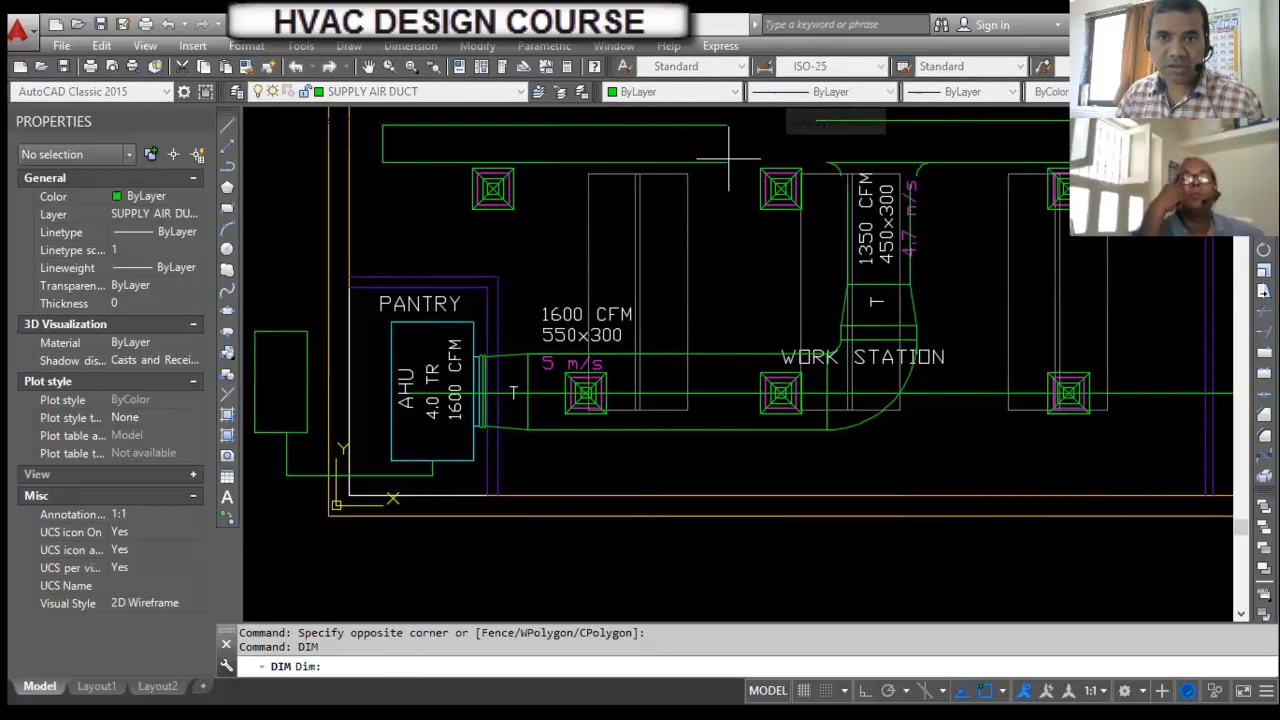 HVAC DESIGN COURSE
Type a keyword or phrase
Sign In
File Edit View Insert Format Tools Draw Dimension Modify Parametric Window Help Express
Standard
ISO-25
Standard
AutoCAD Classic 2015
SUPPLY AIR DUCT
ByLayer
ByLayer
ByLayer
ByColor
PROPERTIES
No selection
General
Color ByLayer
Layer SUPPLY AIR DUC...
Linetype ByLayer
Linetype sc... 1
Lineweight ByLayer
Transparen... ByLayer
Thickness 0
3D Visualization
Material ByLayer
Shadow dis... Casts and Recei...
Plot style
Plot style ByColor
Plot style t... None
Plot table a... Model
Plot table t... Not available
View
Misc
Annotation... 1:1
UCS icon On Yes
UCS icon a... Yes
UCS per vi... Yes
UCS Name
Visual Style 2D Wireframe
1350 CFM
450x300
4.7 m/s
T
PANTRY
1600 CFM
550x300
5 m/s
WORK STATION
AHU
4.0 TR
1600 CFM
T
Y
X
Command: Specify opposite corner or [Fence/WPolygon/CPolygon]:
Command: DIM
DIM Dim:
Model Layout1 Layout2 +
MODEL
1:1